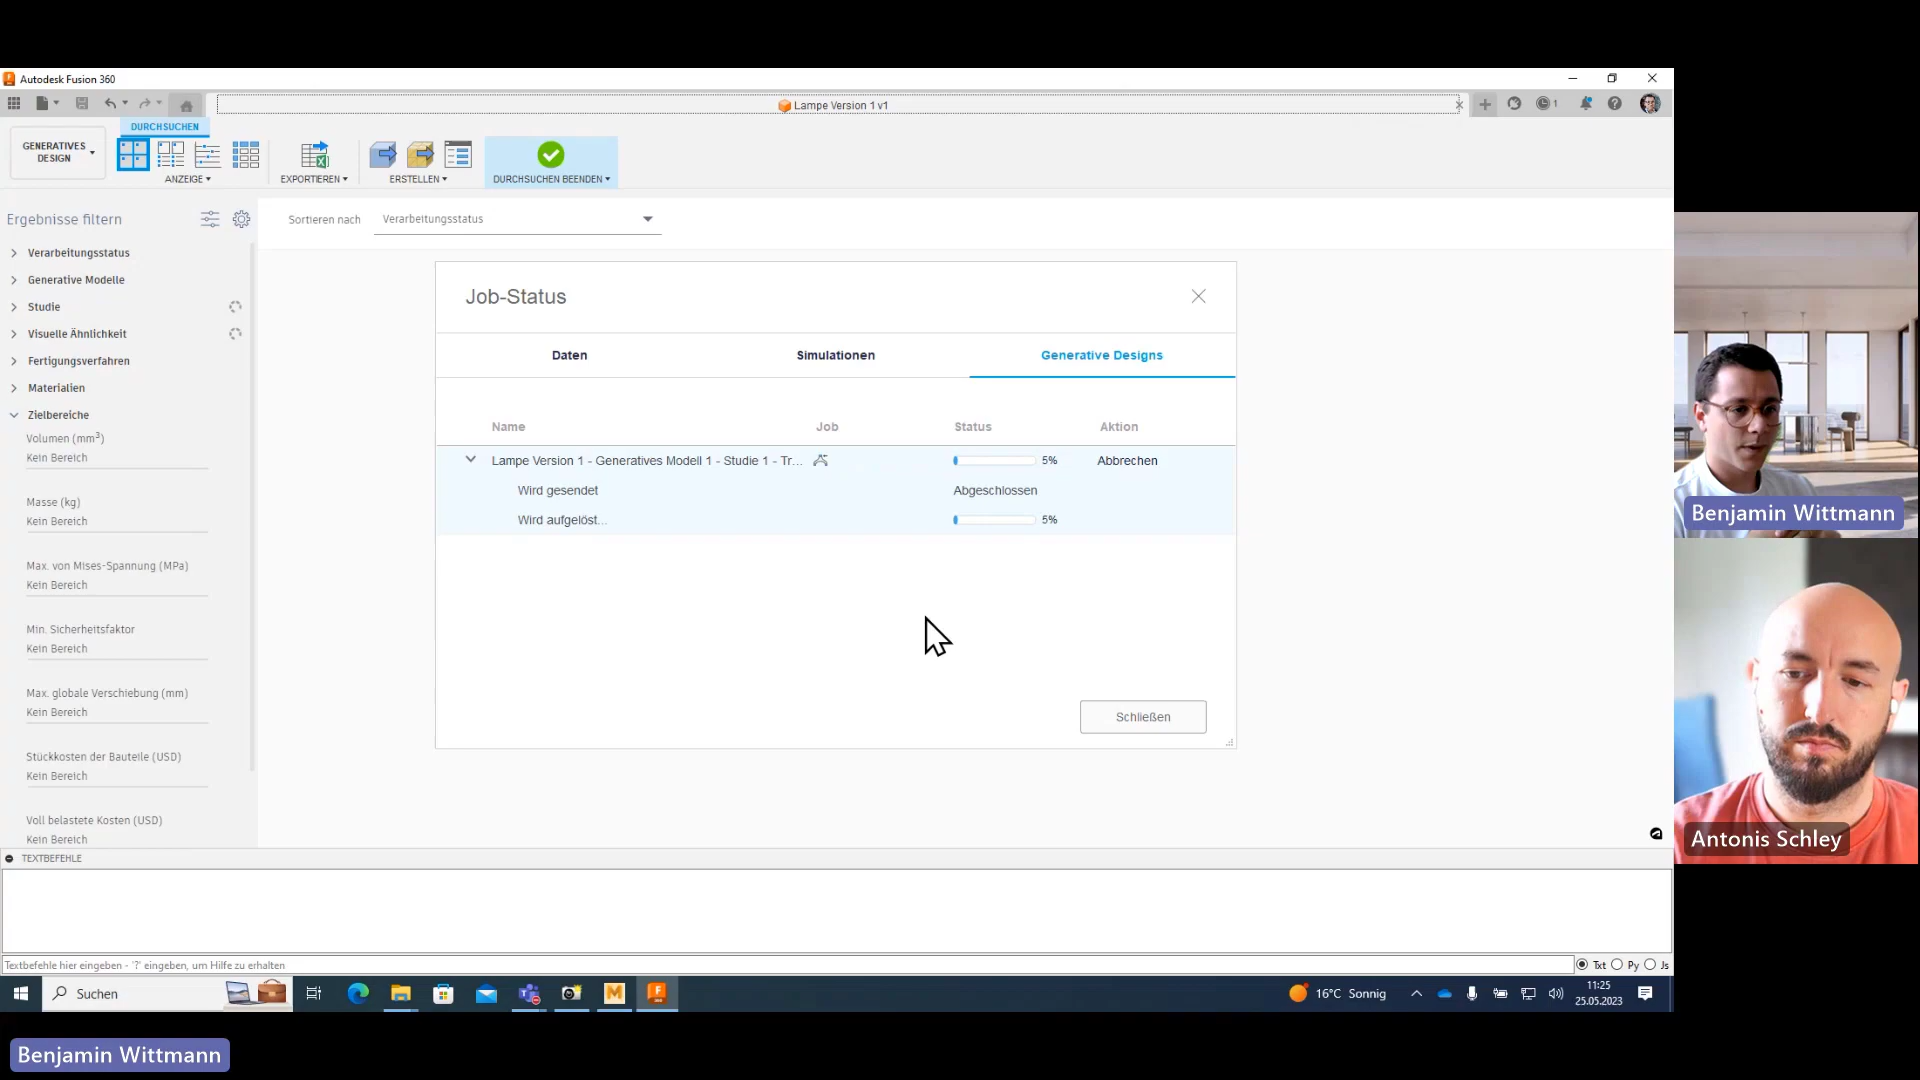 Autodesk Fusion 360
Lampe Version 1 v1
1
GENERATIVES
DESIGN
DURCHSUCHEN
ANZEIGE
EXPORTIEREN
ERSTELLEN
DURCHSUCHEN BEENDEN
Ergebnisse filtern
Sortieren nach
Verarbeitungsstatus
Verarbeitungsstatus
Generative Modelle
Studie
Visuelle Ähnlichkeit
Fertigungsverfahren
Materialien
Zielbereiche
Volumen (mm³)
Kein Bereich
Masse (kg)
Kein Bereich
Max. von Mises-Spannung (MPa)
Kein Bereich
Min. Sicherheitsfaktor
Kein Bereich
Max. globale Verschiebung (mm)
Kein Bereich
Stückkosten der Bauteile (USD)
Kein Bereich
Voll belastete Kosten (USD)
Kein Bereich
Job-Status
Daten
Simulationen
Generative Designs
Name
Job
Status
Aktion
Lampe Version 1 - Generatives Modell 1 - Studie 1 - Tr...
5%
Abbrechen
Wird gesendet
Abgeschlossen
Wird aufgelöst...
5%
Schließen
TEXTBEFEHLE
Textbefehle hier eingeben - '?' eingeben, um Hilfe zu erhalten
Txt
Py
Js
Suchen
16°C Sonnig
11:25
25.05.2023
Benjamin Wittmann
Antonis Schley
Benjamin Wittmann